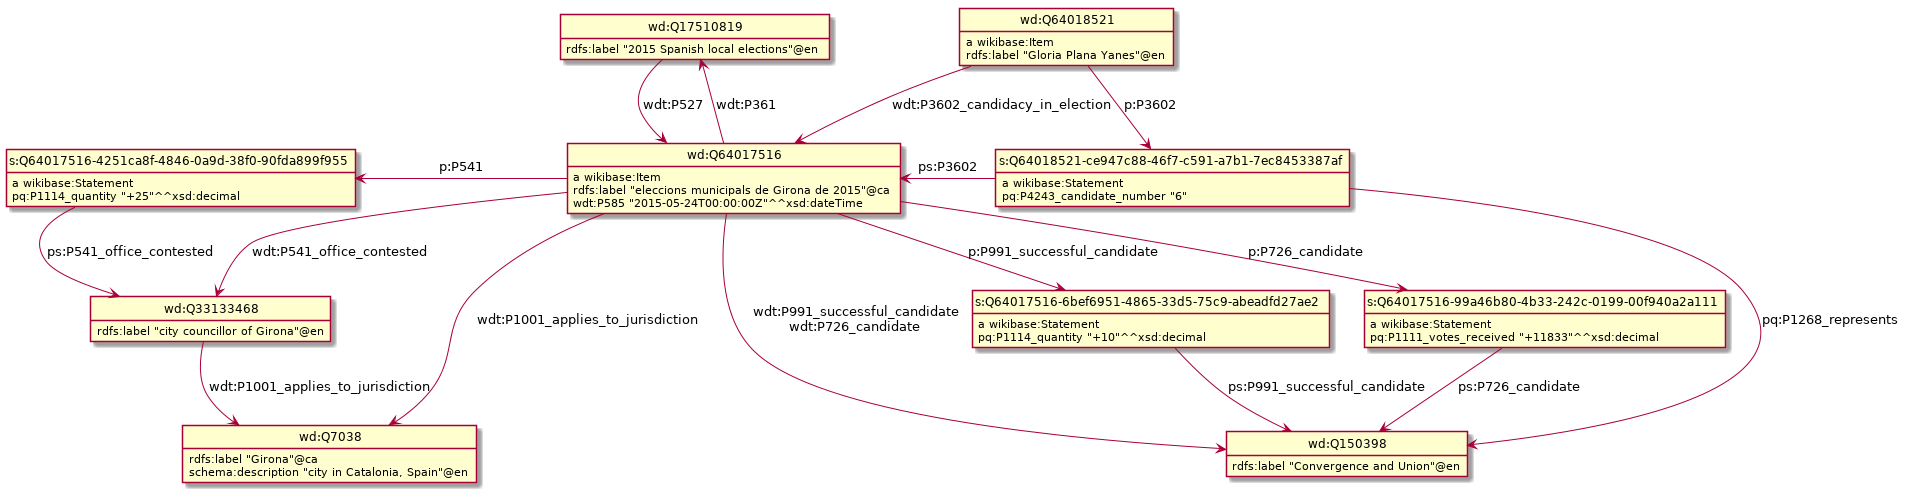 wd:Q17510819
rdfs:label "2015 Spanish local elections"@en
wd:Q64018521
a wikibase:Item
rdfs:label "Gloria Plana Yanes"@en
wdt:P527
wdt:P361
wdt:P3602_candidacy_in_election
p:P3602
s:Q64017516-4251ca8f-4846-0a9d-38f0-90fda899f955
a wikibase:Statement
pq:P1114_quantity "+25"^^xsd:decimal
p:P541
wd:Q64017516
a wikibase:Item
rdfs:label "eleccions municipals de Girona de 2015"@ca
wdt:P585 "2015-05-24T00:00:00Z"^^xsd:dateTime
ps:P3602
s:Q64018521-ce947c88-46f7-c591-a7b1-7ec8453387af
a wikibase:Statement
pq:P4243_candidate_number "6"
ps:P541_office_contested
wdt:P541_office_contested
p:P991_successful_candidate
p:P726_candidate
wd:Q33133468
rdfs:label "city councillor of Girona"@en
wdt:P1001_applies_to_jurisdiction
wdt:P991_successful_candidate
wdt:P726_candidate
s:Q64017516-6bef6951-4865-33d5-75c9-abeadfd27ae2
a wikibase:Statement
pq:P1114_quantity "+10"^^xsd:decimal
s:Q64017516-99a46b80-4b33-242c-0199-00f940a2a111
a wikibase:Statement
pq:P1111_votes_received "+11833"^^xsd:decimal
pq:P1268_represents
wdt:P1001_applies_to_jurisdiction
ps:P991_successful_candidate
ps:P726_candidate
wd:Q7038
rdfs:label "Girona"@ca
schema:description "city in Catalonia, Spain"@en
wd:Q150398
rdfs:label "Convergence and Union"@en